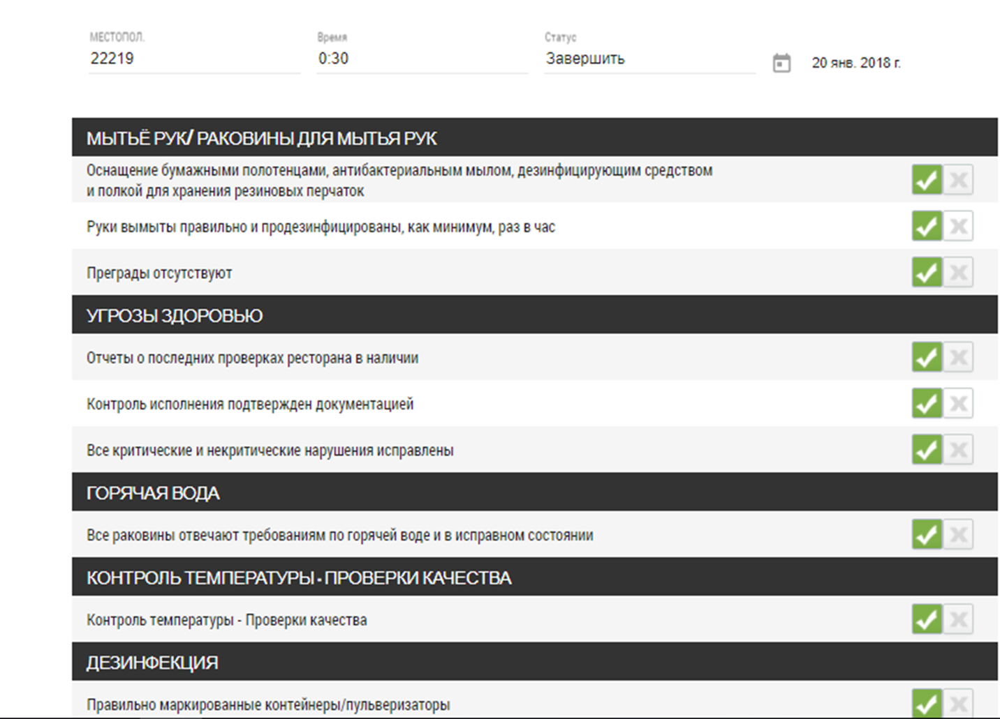 МЕСТОПОЛ.
Время
Статус
22219
0:30
Завершить
20 янв. 2018 г.
МЫТЬЁ РУК/ РАКОВИНЫ ДЛЯ МЫТЬЯ РУК
Оснащение бумажными полотенцами, антибактериальным мылом, дезинфицирующим средством
и полкой для хранения резиновых перчаток
Руки вымыты правильно и продезинфицированы, как минимум, раз в час
Преграды отсутствуют
УГРОЗЫ ЗДОРОВЬЮ
Отчеты о последних проверках ресторана в наличии
Контроль исполнения подтвержден документацией
Все критические и некритические нарушения исправлены
ГОРЯЧАЯ ВОДА
Все раковины отвечают требованиям по горячей воде и в исправном состоянии
КОНТРОЛЬ ТЕМПЕРАТУРЫ - ПРОВЕРКИ КАЧЕСТВА
Контроль температуры - Проверки качества
ДЕЗИНФЕКЦИЯ
Правильно маркированные контейнеры/пульверизаторы